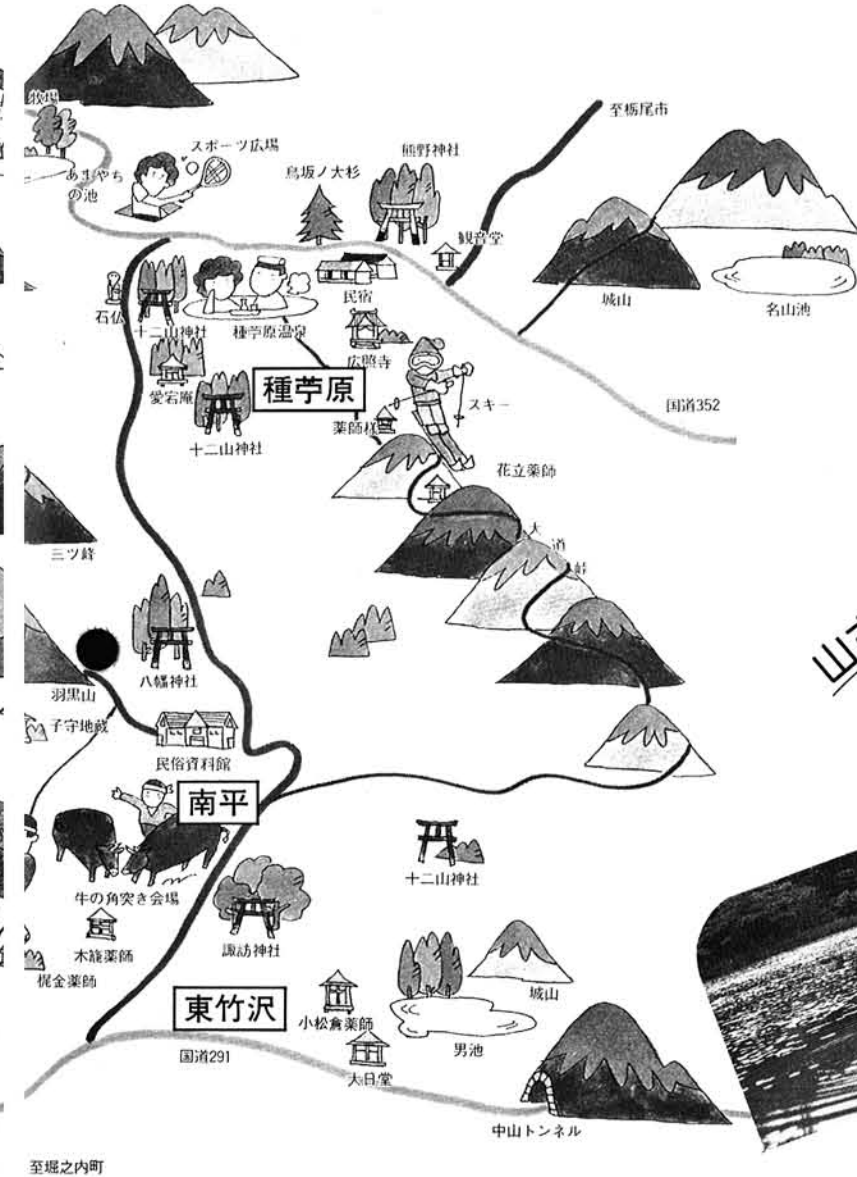 牧場
スポーツ広場
あまやち
の池
鳥坂ノ大杉
熊野神社
至栃尾市
観音堂
石仏
十二山神社
種苧原温泉
民宿
城山
名山池
愛宕庵
広照寺
種苧原
スキー
国道352
十二山神社
薬師様
花立薬師
大
道
峠
三ツ峰
八幡神社
羽黒山
子守地蔵
民俗資料館
南平
十二山神社
牛の角突き会場
木籠薬師
諏訪神社
梶金薬師
城山
東竹沢
小松倉薬師
男池
国道291
大日堂
中山トンネル
至堀之内町
山